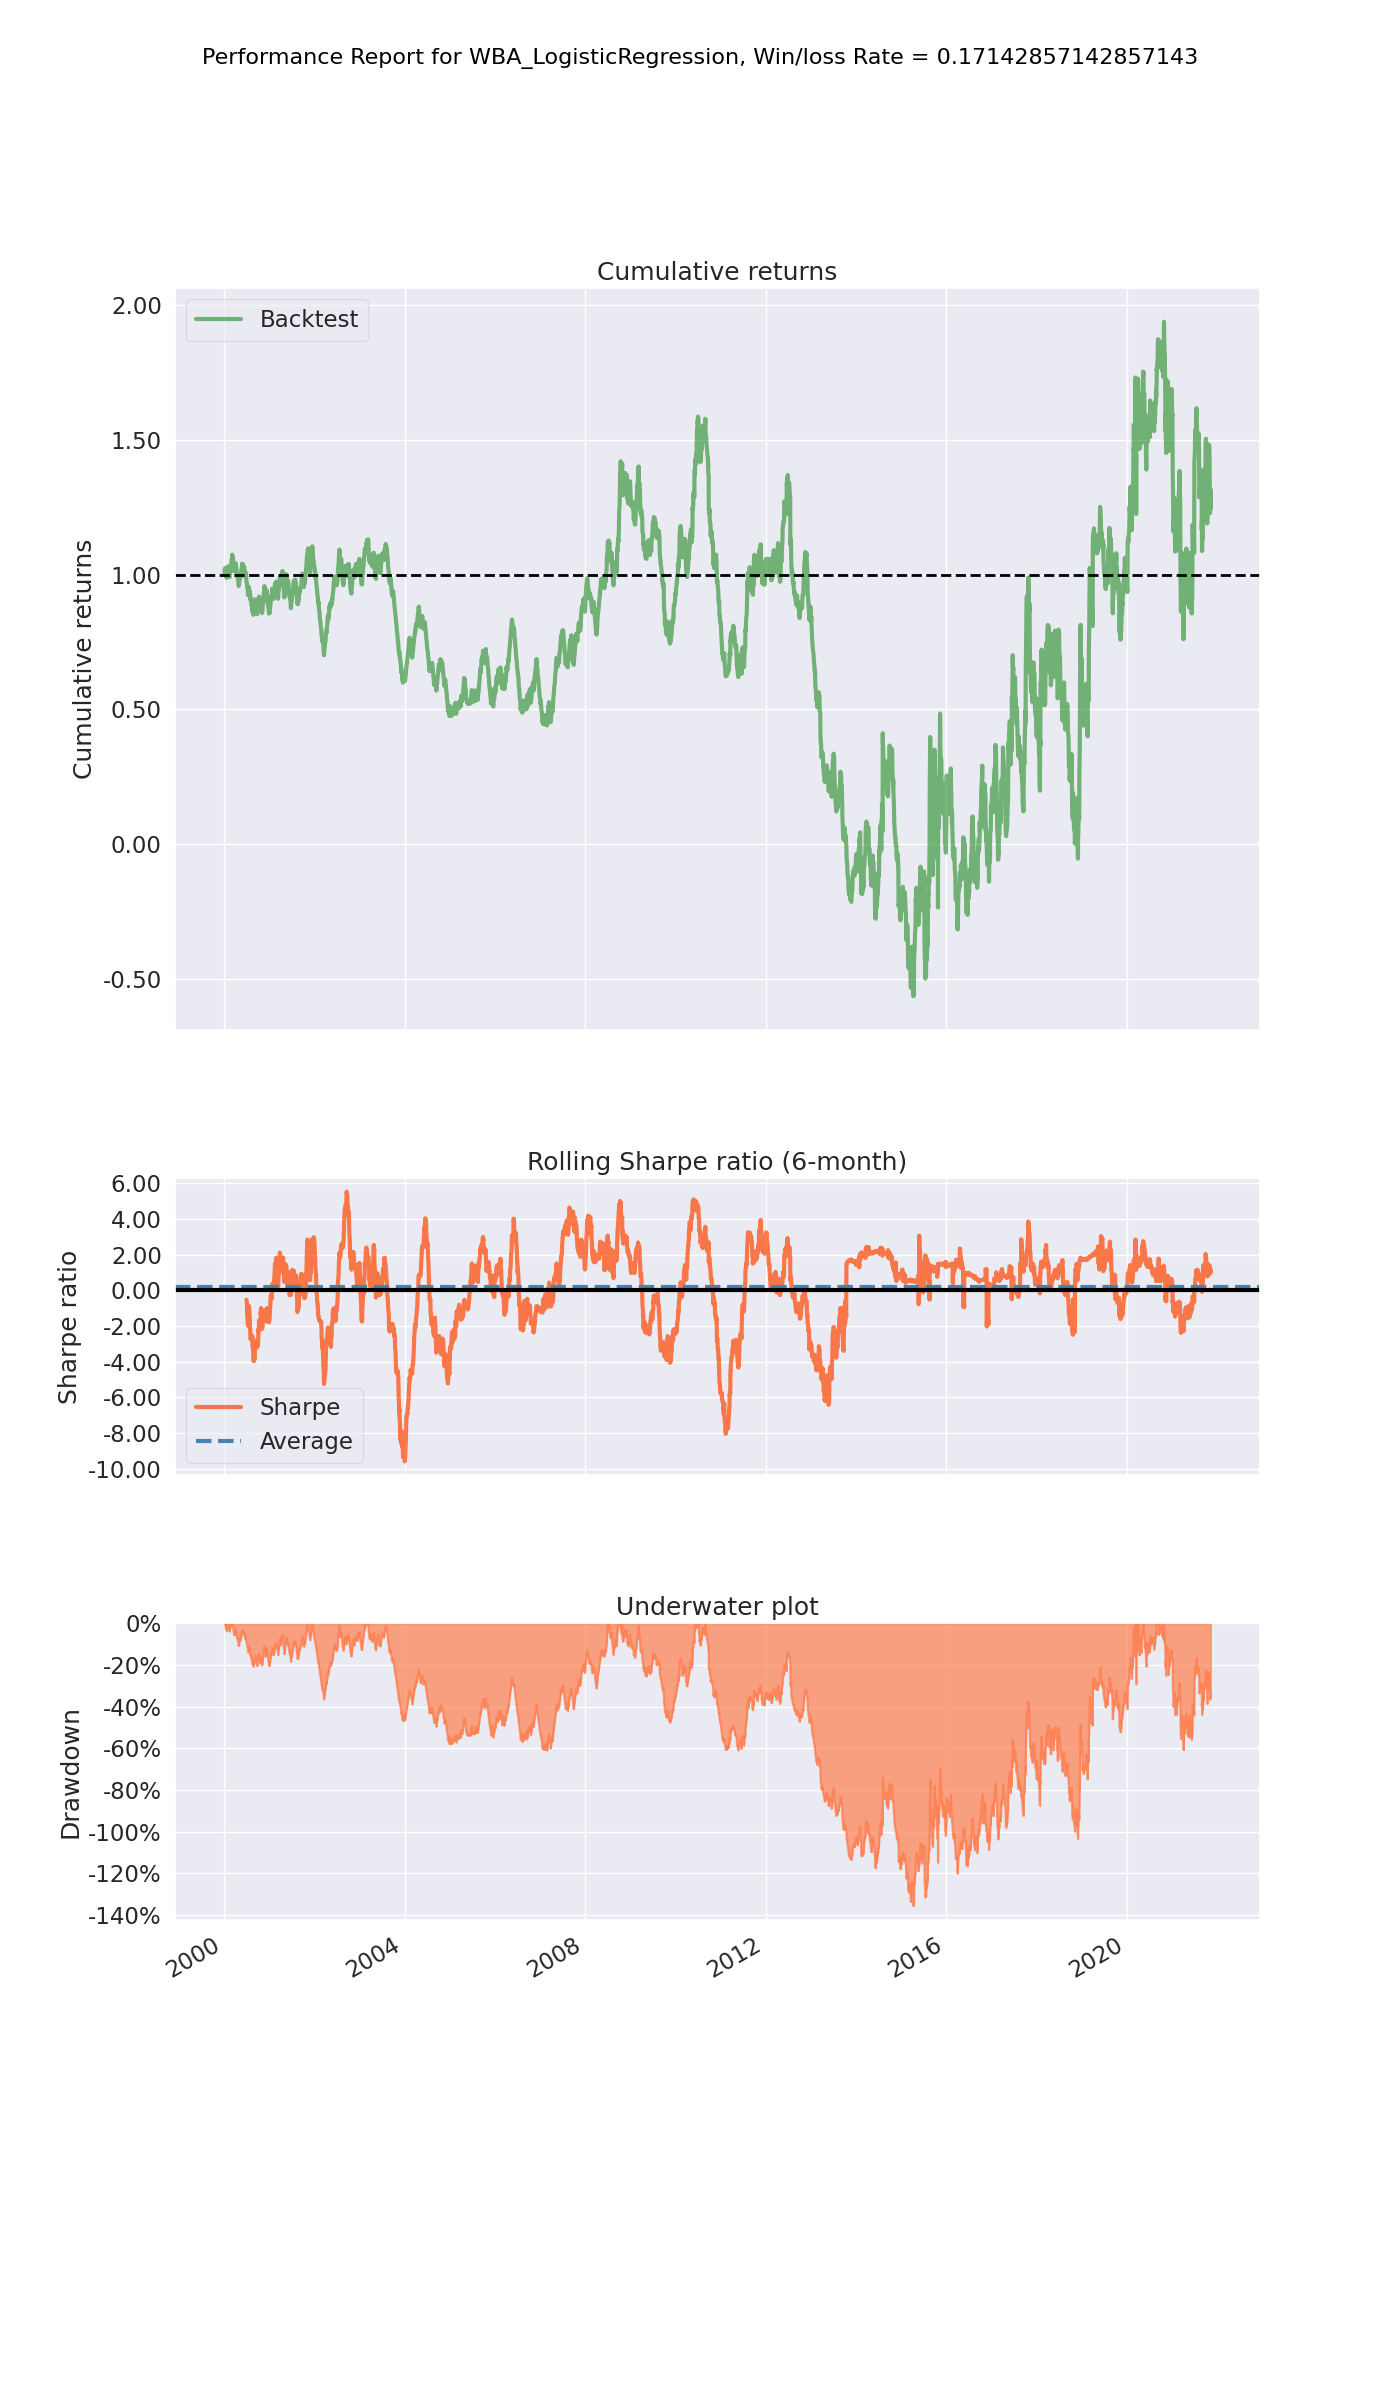 Performance Report for WBA_LogisticRegression, Win/loss Rate = 0.17142857142857143
Cumulative returns
Cumulative returns
2.00
1.50
1.00
0.50
0.00
-0.50
Backtest
Rolling Sharpe ratio (6-month)
Sharpe ratio
6.00
4.00
2.00
0.00
-2.00
-4.00
-6.00
-8.00
-10.00
Sharpe
Average
Underwater plot
Drawdown
0%
-20%
-40%
-60%
-80%
-100%
-120%
-140%
2000
2004
2008
2012
2016
2020